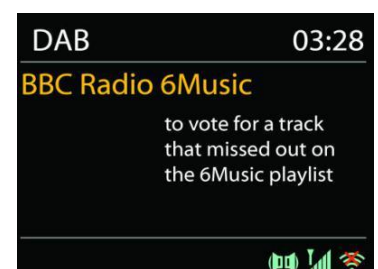 DAB 03:28
BBC Radio 6Music
to vote for a track
that missed out on
the 6Music playlist